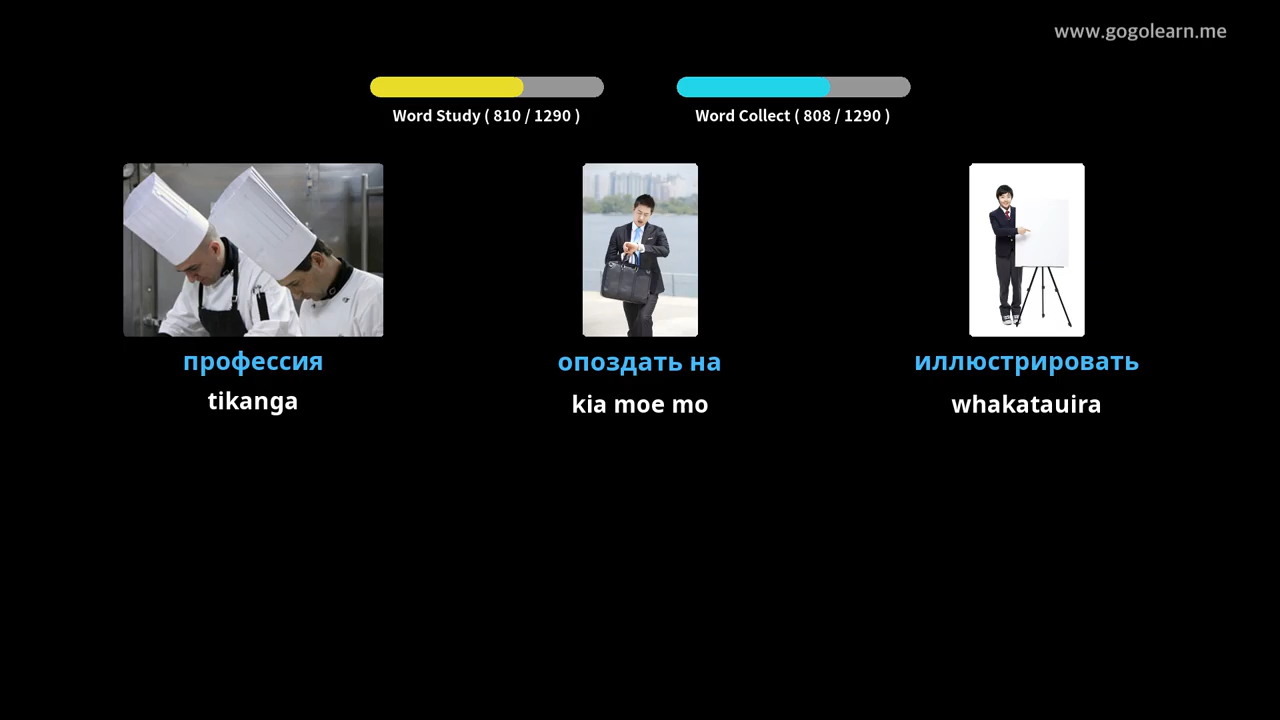 www.gogolearn.me
Word Study ( 810 / 1290 )
Word Collect ( 808 / 1290 )
профессия
опоздать на
иллюстрировать
tikanga
kia moe mo
whakatauira